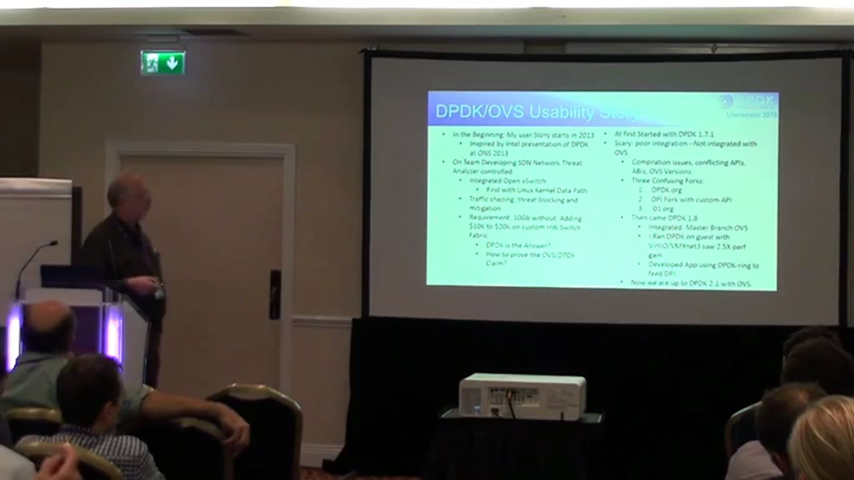 DPDK/OVS Usability Story
DPDK
Userspace 2015
In the Beginning: My user Story starts in 2013
Inspired by Intel presentation of DPDK
at ONS 2013
On Team Developing SDN Network Threat
Analyzer controlled
Integrated Open vSwitch
First with Linux Kernel Data Path
Traffic shaping, threat blocking and
mitigation.
Requirement: 10Gb without Adding
$10k to $20k on custom HW Switch
Fabric
DPDK is the Answer?
How to prove the OVS/DPDK
Claim?
At first Started with DPDK 1.7.1
Scary: poor integration – Not integrated with
OVS
Compilation issues, conflicting APIs,
ABIs, OVS Versions
Three Confusing Forks:
1. DPDK.org
2. DPI Fork with custom API
3. 01.org
Then came DPDK 1.8
Integrated Master Branch OVS
I Ran DPDK on guest with
VirtIO/VMXnet3 saw 2.5X perf
gain
Developed App using DPDK-ring to
feed DPI
Now we are up to DPDK 2.1 with OVS.